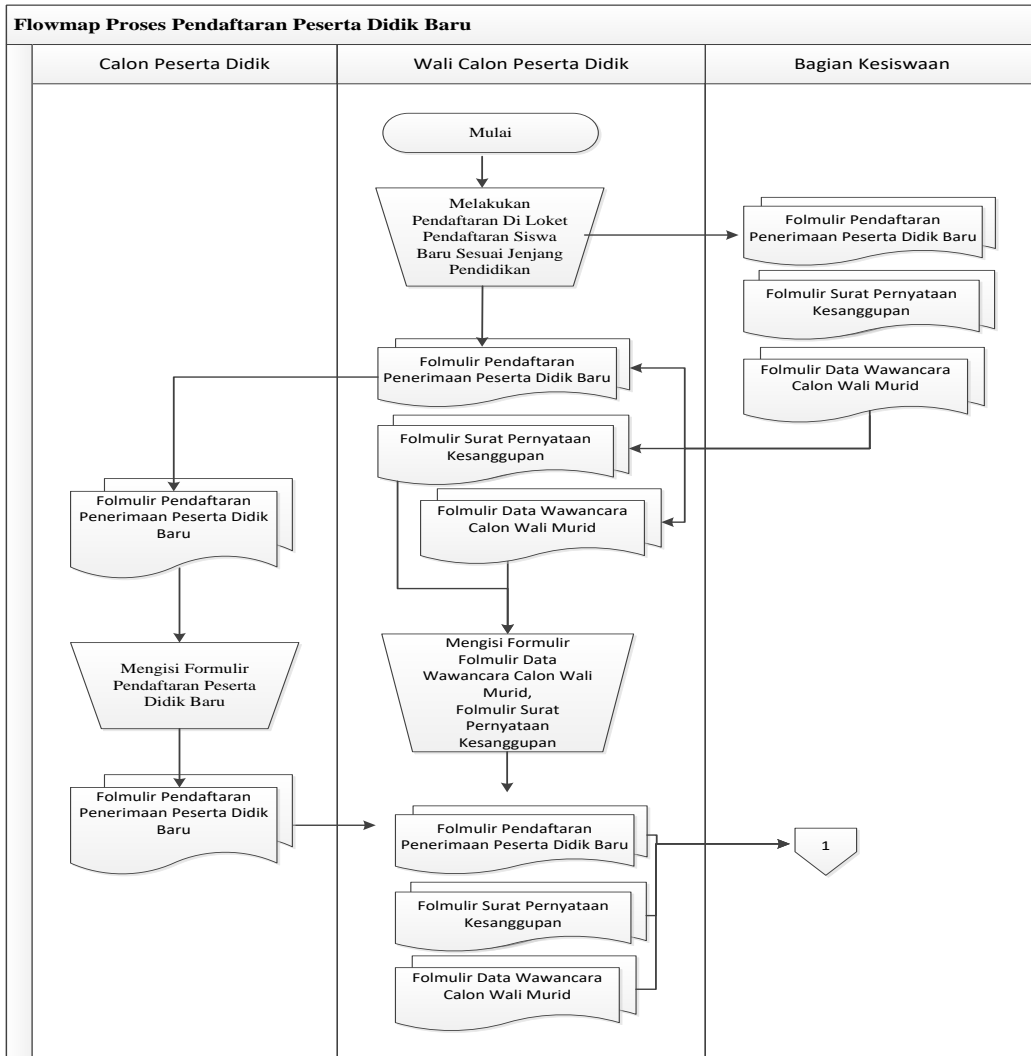 Flowmap Proses Pendaftaran Peserta Didik Baru
Calon Peserta Didik
Wali Calon Peserta Didik
Bagian Kesiswaan
Mulai
Melakukan
Pendaftaran Di Loket
Pendaftaran Siswa
Baru Sesuai Jenjang
Pendidikan
Folmulir Pendaftaran
Penerimaan Peserta Didik Baru
Folmulir Surat Pernyataan
Kesanggupan
Folmulir Data Wawancara
Calon Wali Murid
Folmulir Pendaftaran
Penerimaan Peserta Didik Baru
Folmulir Surat Pernyataan
Kesanggupan
Folmulir Data Wawancara
Calon Wali Murid
Folmulir Pendaftaran
Penerimaan Peserta Didik
Baru
Mengisi Formulir
Pendaftaran Peserta
Didik Baru
Mengisi Formulir
Folmulir Data
Wawancara Calon Wali
Murid,
Folmulir Surat
Pernyataan
Kesanggupan
Folmulir Pendaftaran
Penerimaan Peserta Didik
Baru
Folmulir Pendaftaran
Penerimaan Peserta Didik Baru
Folmulir Surat Pernyataan
Kesanggupan
Folmulir Data Wawancara
Calon Wali Murid
1